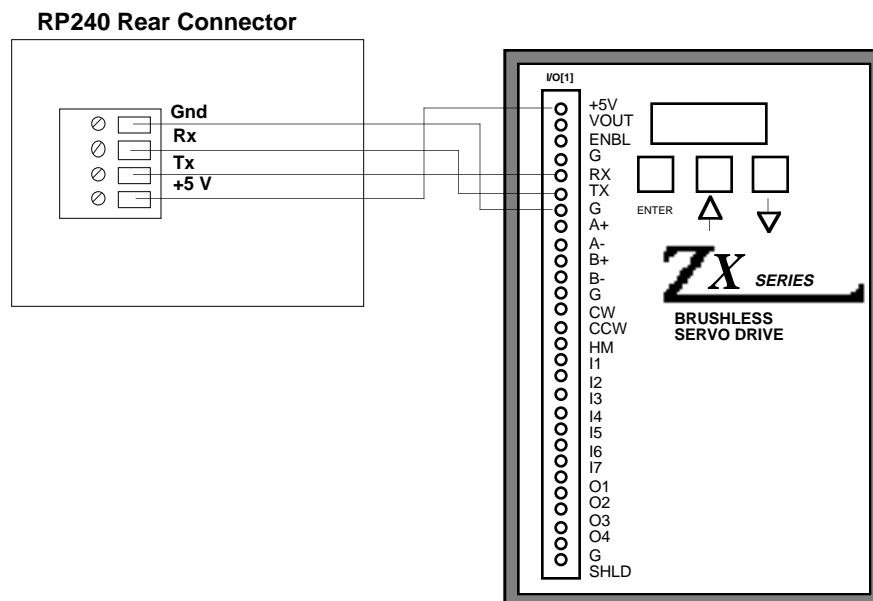 RP240 Rear Connector
Gnd
Rx
Tx
+5 V
I/O[1]
+5V
VOUT
ENBL
G
RX
TX
G
A+
A-
B+
B-
G
CW
CCW
HM
I1
I2
I3
I4
I5
I6
I7
O1
O2
O3
O4
G
SHLD
ENTER
ZX SERIES
BRUSHLESS
SERVO DRIVE